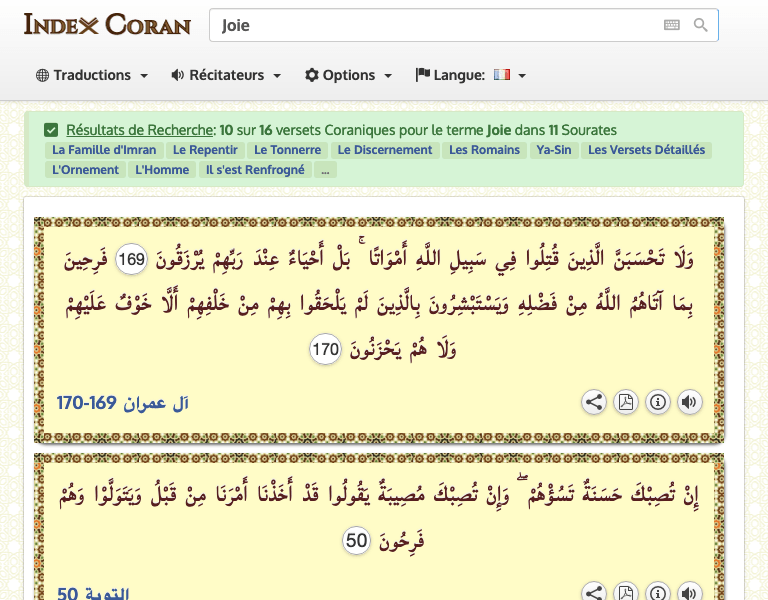 INDEX CORAN
Joie
Traductions Récitateurs Options Langue:
Résultats de Recherche: 10 sur 16 versets Coraniques pour le terme Joie dans 11 Sourates
La Famille d'Imran Le Repentir Le Tonnerre Le Discernement Les Romains Ya-Sin Les Versets Détaillés
L'Ornement L'Homme Il s'est Renfrogné ...
وَلَا تَحْسَبَنَّ الَّذِينَ قُتِلُوا فِي سَبِيلِ اللَّهِ أَمْوَاتًا ۚ بَلْ أَحْيَاءٌ عِنْدَ رَبِّهِمْ يُرْزَقُونَ 169 فَرِحِينَ
بِمَا آتَاهُمُ اللَّهُ مِنْ فَضْلِهِ وَيَسْتَبْشِرُونَ بِالَّذِينَ لَمْ يَلْحَقُوا بِهِمْ مِنْ خَلْفِهِمْ أَلَّا خَوْفٌ عَلَيْهِمْ
وَلَا هُمْ يَحْزَنُونَ 170
آل عمران 169-170
إِنْ تُصِبْكَ حَسَنَةٌ تَسُؤْهُمْ ۖ وَإِنْ تُصِبْكَ مُصِيبَةٌ يَقُولُوا قَدْ أَخَذْنَا أَمْرَنَا مِنْ قَبْلُ وَيَتَوَلَّوْا وَهُمْ
فَرِحُونَ 50
التوبة 50